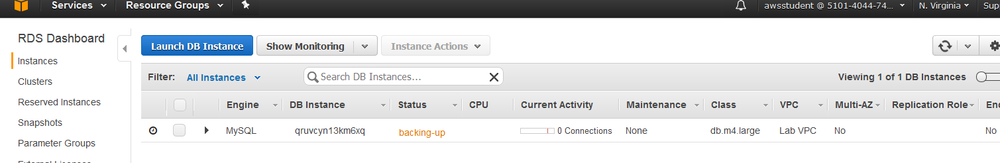 Services Resource Groups awsstudent @ 5101-4044-74... N. Virginia Sup
RDS Dashboard
Instances
Clusters
Reserved Instances
Snapshots
Parameter Groups
Launch DB Instance Show Monitoring Instance Actions
Filter: All Instances Search DB Instances... Viewing 1 of 1 DB Instances
Engine DB Instance Status CPU Current Activity Maintenance Class VPC Multi-AZ Replication Role Enc
MySQL qruvcyn13km6xq backing-up 0 Connections None db.m4.large Lab VPC No No